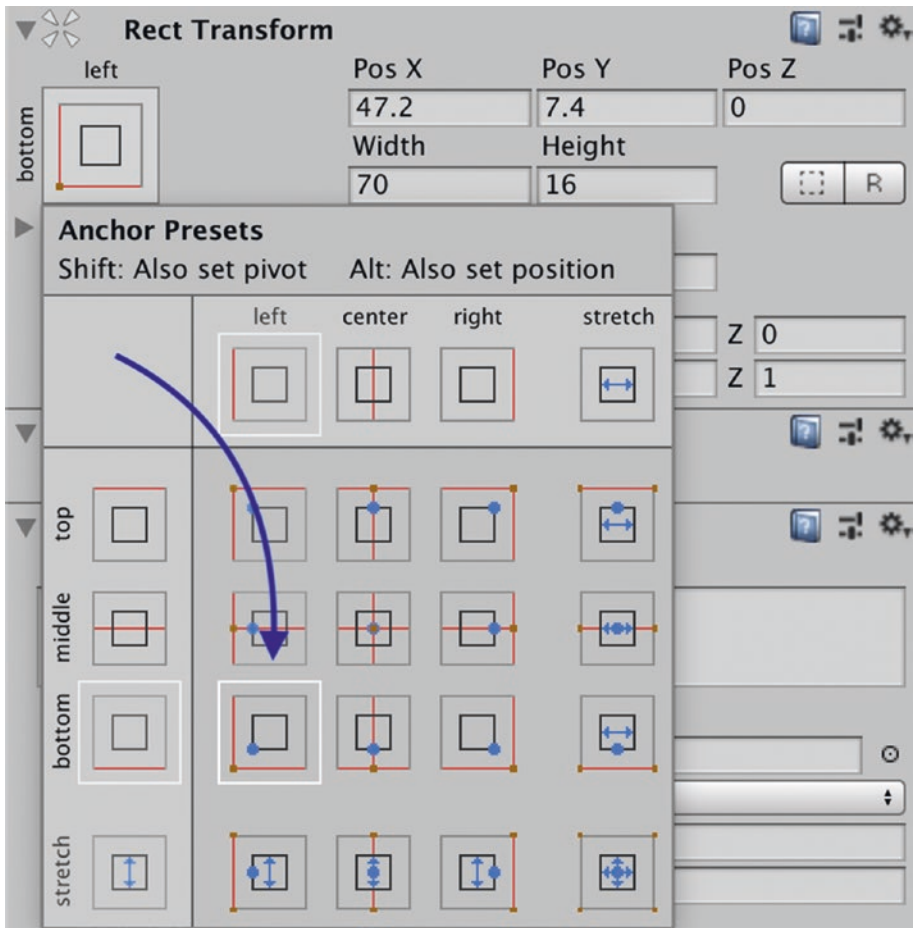 Rect Transform
left
bottom
Pos X Pos Y Pos Z
47.2 7.4 0
Width Height
70 16
R
Anchor Presets
Shift: Also set pivot Alt: Also set position
left center right stretch
Z 0
Z 1
top
middle
bottom
stretch